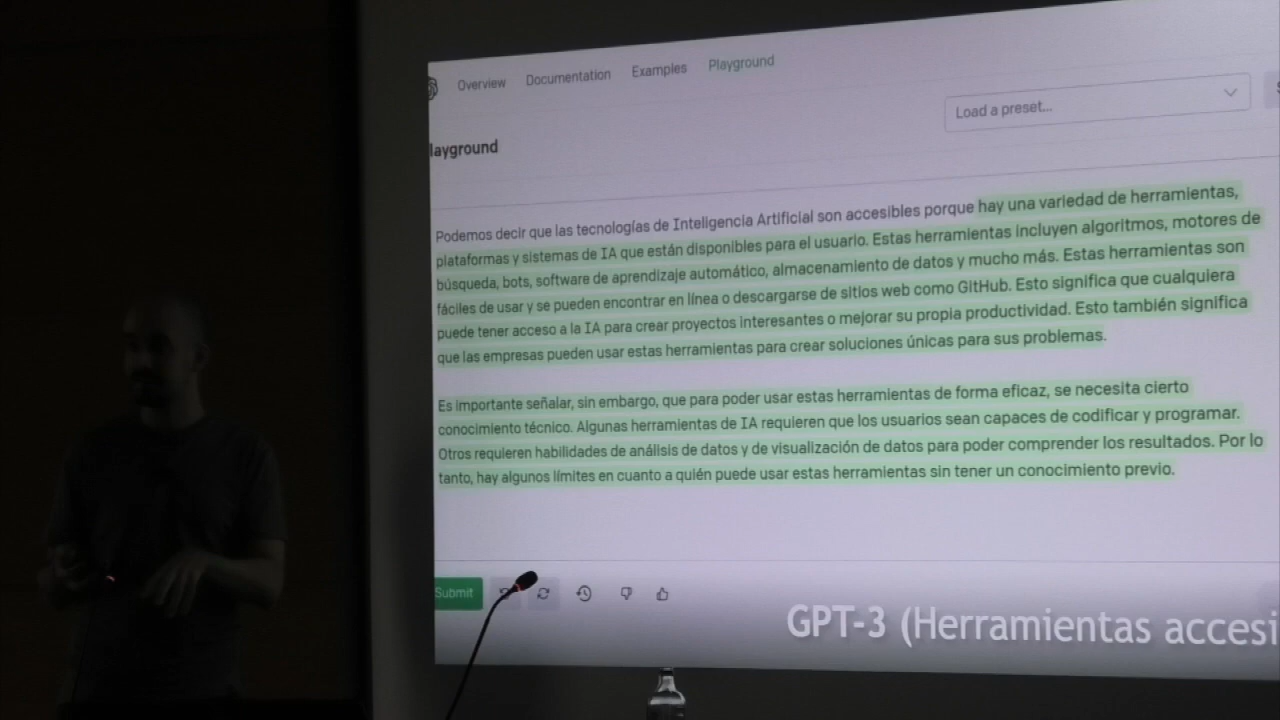 Overview Documentation Examples Playground
Load a preset...
layground
Podemos decir que las tecnologías de Inteligencia Artificial son accesibles porque hay una variedad de herramientas,
plataformas y sistemas de IA que están disponibles para el usuario. Estas herramientas incluyen algoritmos, motores de
búsqueda, bots, software de aprendizaje automático, almacenamiento de datos y mucho más. Estas herramientas son
fáciles de usar y se pueden encontrar en línea o descargarse de sitios web como GitHub. Esto significa que cualquiera
puede tener acceso a la IA para crear proyectos interesantes o mejorar su propia productividad. Esto también significa
que las empresas pueden usar estas herramientas para crear soluciones únicas para sus problemas.
Es importante señalar, sin embargo, que para poder usar estas herramientas de forma eficaz, se necesita cierto
conocimiento técnico. Algunas herramientas de IA requieren que los usuarios sean capaces de codificar y programar.
Otros requieren habilidades de análisis de datos y de visualización de datos para poder comprender los resultados. Por lo
tanto, hay algunos límites en cuanto a quién puede usar estas herramientas sin tener un conocimiento previo.
Submit
GPT-3 (Herramientas accesi